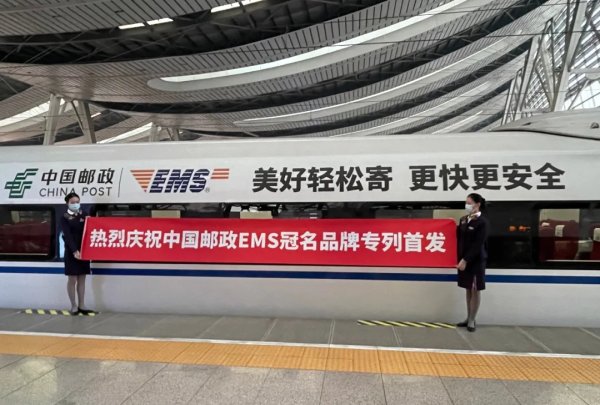 中国邮政
CHINA POST
EMS
美好轻松寄 更快更安全
热烈庆祝中国邮政EMS冠名品牌专列首发